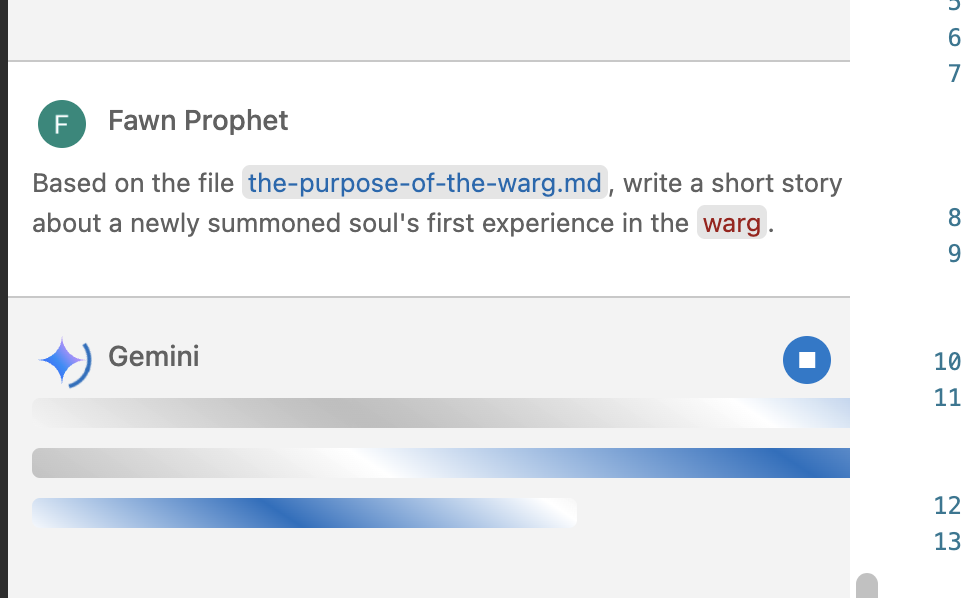 5
6
7
Fawn Prophet
F
Based on the file the-purpose-of-the-warg.md, write a short story
about a newly summoned soul's first experience in the warg.
8
9
Gemini
10
11
12
13